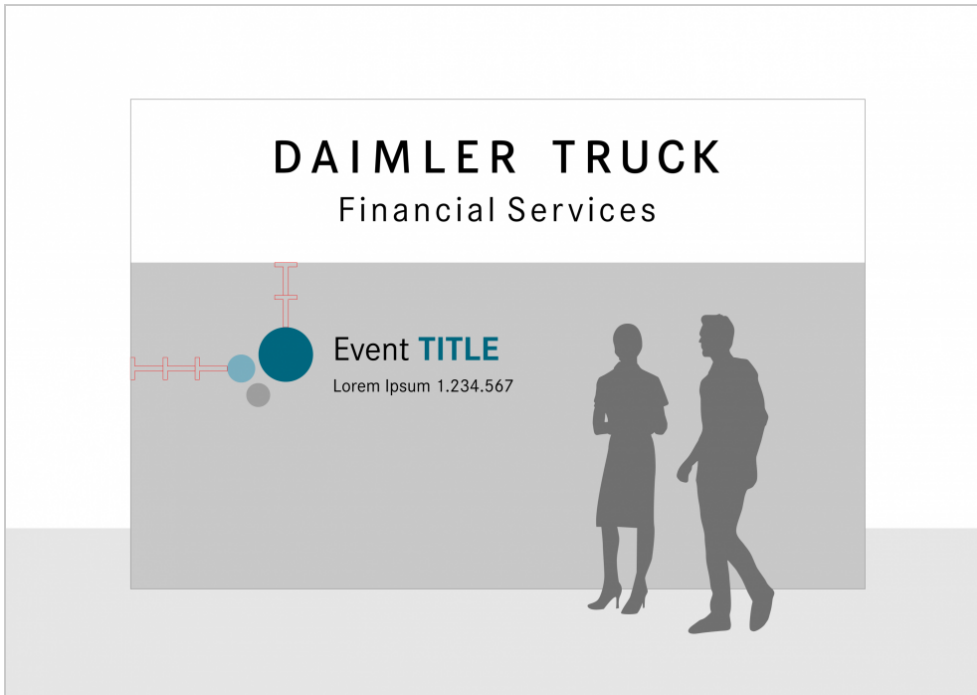 DAIMLER TRUCK
Financial Services
Event TITLE
Lorem Ipsum 1.234.567